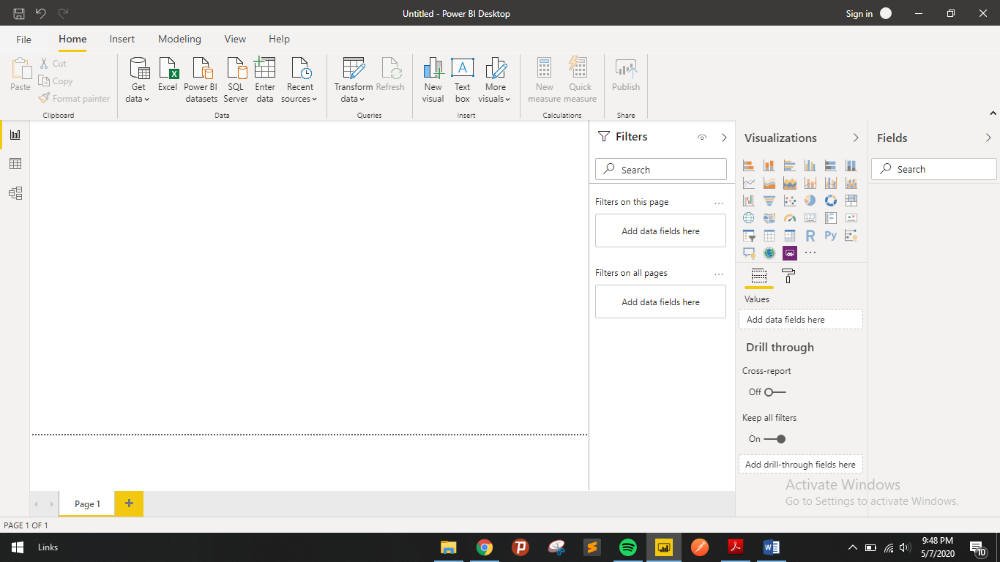 Untitled - Power BI Desktop
Sign in
File
Home
Insert
Modeling
View
Help
Paste
Cut
Copy
Format painter
Clipboard
Get
data
Excel
Power BI
datasets
SQL
Server
Enter
data
Recent
sources
Data
Transform
data
Refresh
Queries
New
visual
Text
box
More
visuals
Insert
New
measure
Quick
measure
Calculations
Publish
Share
Filters
Search
Filters on this page
...
Add data fields here
Filters on all pages
...
Add data fields here
Visualizations
123
R
Py
...
Values
Add data fields here
Drill through
Cross-report
Off
Keep all filters
On
Add drill-through fields here
Fields
Search
Activate Windows
Go to Settings to activate Windows.
Page 1
+
PAGE 1 OF 1
Links
9:48 PM
5/7/2020
10